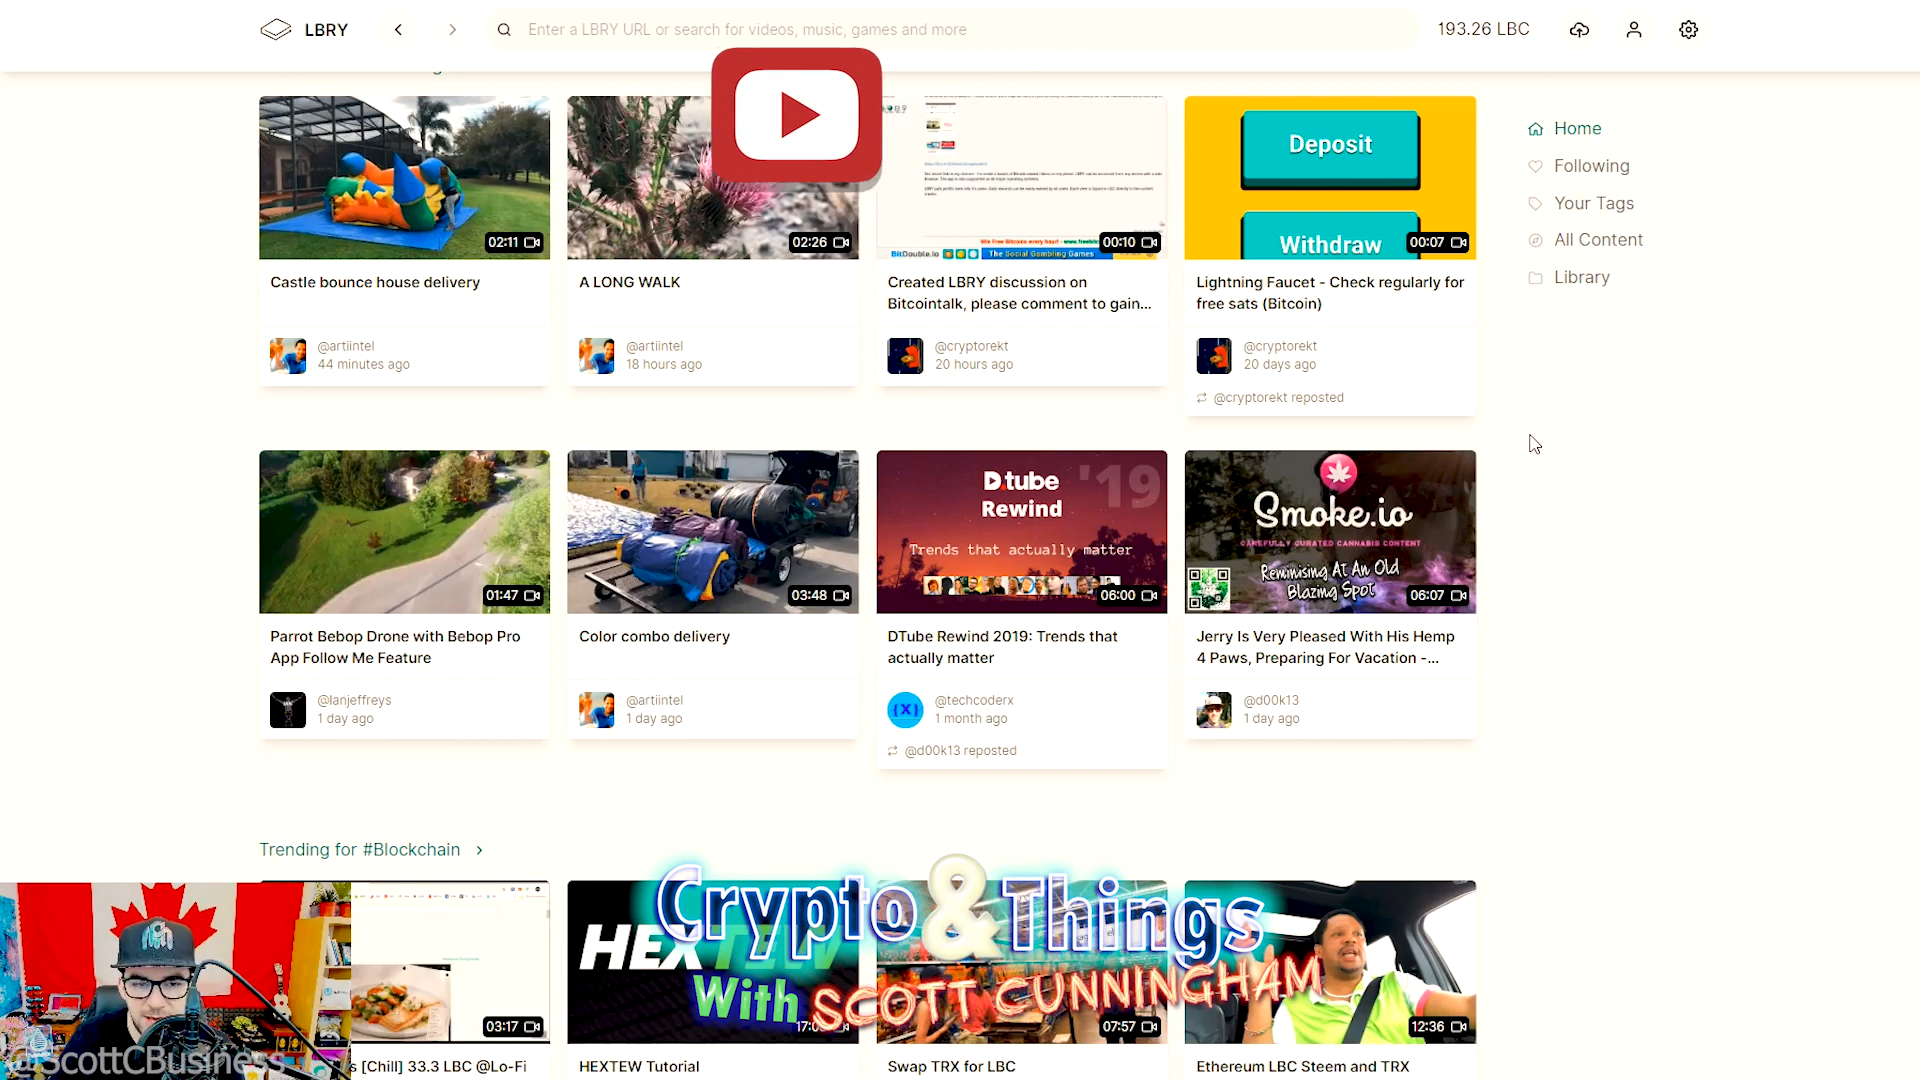 LBRY
Enter a LBRY URL or search for videos, music, games and more
193.26 LBC
Home
Following
Your Tags
All Content
Library
02:11
02:26
BitDouble.io
The Social Gambling Games
00:10
Deposit
Withdraw
00:07
Castle bounce house delivery
@artiintel
44 minutes ago
A LONG WALK
@artiintel
18 hours ago
Created LBRY discussion on
Bitcointalk, please comment to gain...
@cryptorekt
20 hours ago
Lightning Faucet - Check regularly for
free sats (Bitcoin)
@cryptorekt
20 days ago
@cryptorekt reposted
01:47
03:48
D.tube
Rewind
'19
Trends that actually matter
06:00
Smoke.io
CAREFULLY CURATED CANNABIS CONTENT
Reminising At An Old
Blazing Spot
06:07
Parrot Bebop Drone with Bebop Pro
App Follow Me Feature
@lanjeffreys
1 day ago
Color combo delivery
@artiintel
1 day ago
DTube Rewind 2019: Trends that
actually matter
@techcoderx
1 month ago
@d00k13 reposted
Jerry Is Very Pleased With His Hemp
4 Paws, Preparing For Vacation -...
@d00k13
1 day ago
Trending for #Blockchain
03:17
HEXTEW
Crypto & Things
With SCOTT CUNNINGHAM
07:57
12:36
@ScottCBusiness
s [Chill] 33.3 LBC @Lo-Fi
HEXTEW Tutorial
Swap TRX for LBC
Ethereum LBC Steem and TRX